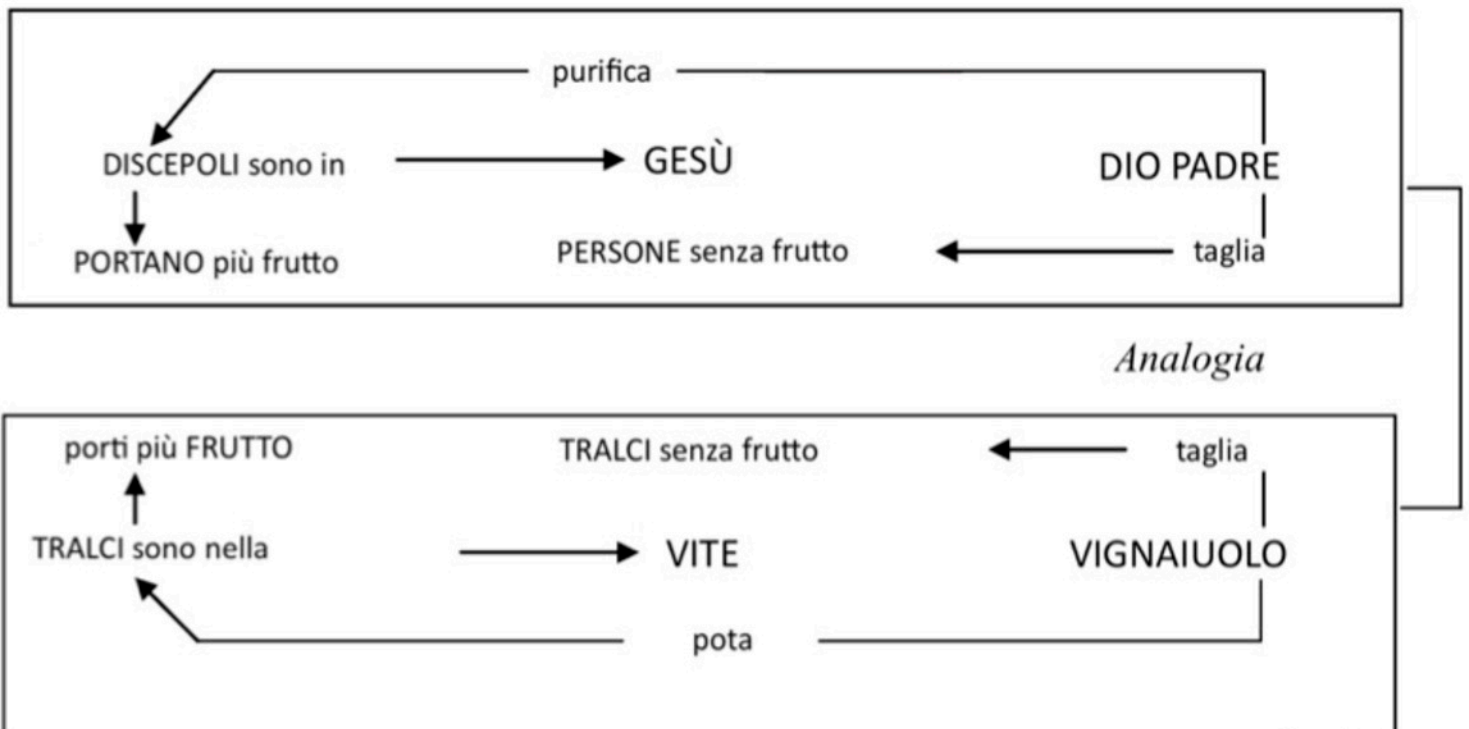 purifica
DISCEPOLI sono in GESÙ DIO PADRE
PORTANO più frutto PERSONE senza frutto taglia
Analogia
porti più FRUTTO TRALCI senza frutto taglia
TRALCI sono nella VITE VIGNAIUOLO
pota